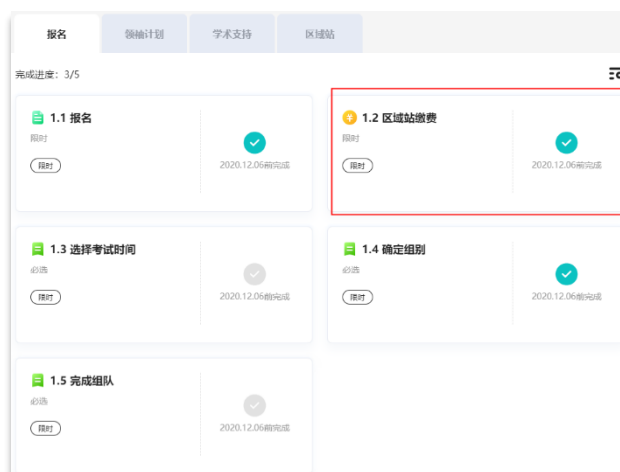 报名 领袖计划 学术支持 区域站
完成进度：3/5
1.1 报名
限时
限时
2020.12.06前完成
1.2 区域站缴费
限时
限时
2020.12.06前完成
1.3 选择考试时间
必选
限时
2020.12.06前完成
1.4 确定组别
必选
限时
2020.12.06前完成
1.5 完成组队
必选
限时
2020.12.06前完成